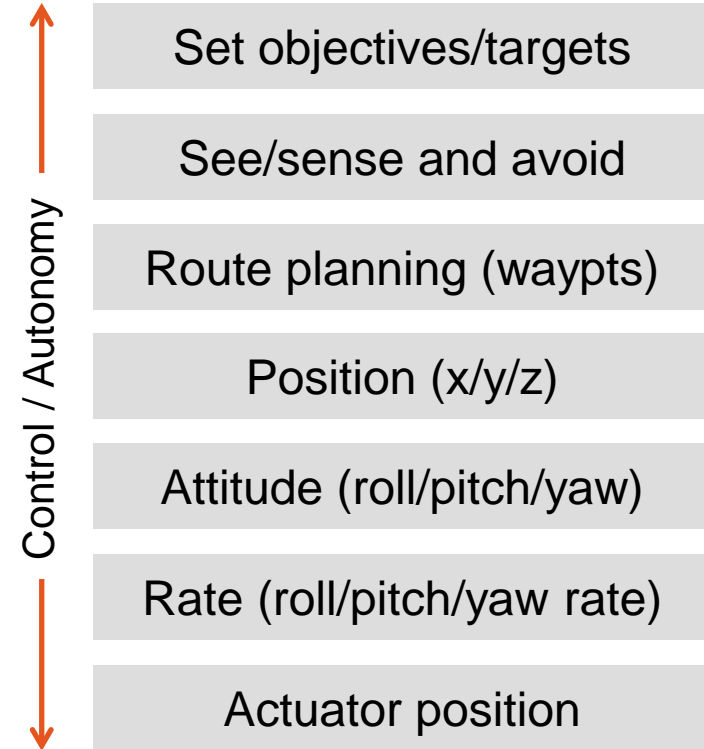 Set objectives/targets
See/sense and avoid
Route planning (waypts)
Position (x/y/z)
Attitude (roll/pitch/yaw)
Rate (roll/pitch/yaw rate)
Actuator position
Control / Autonomy